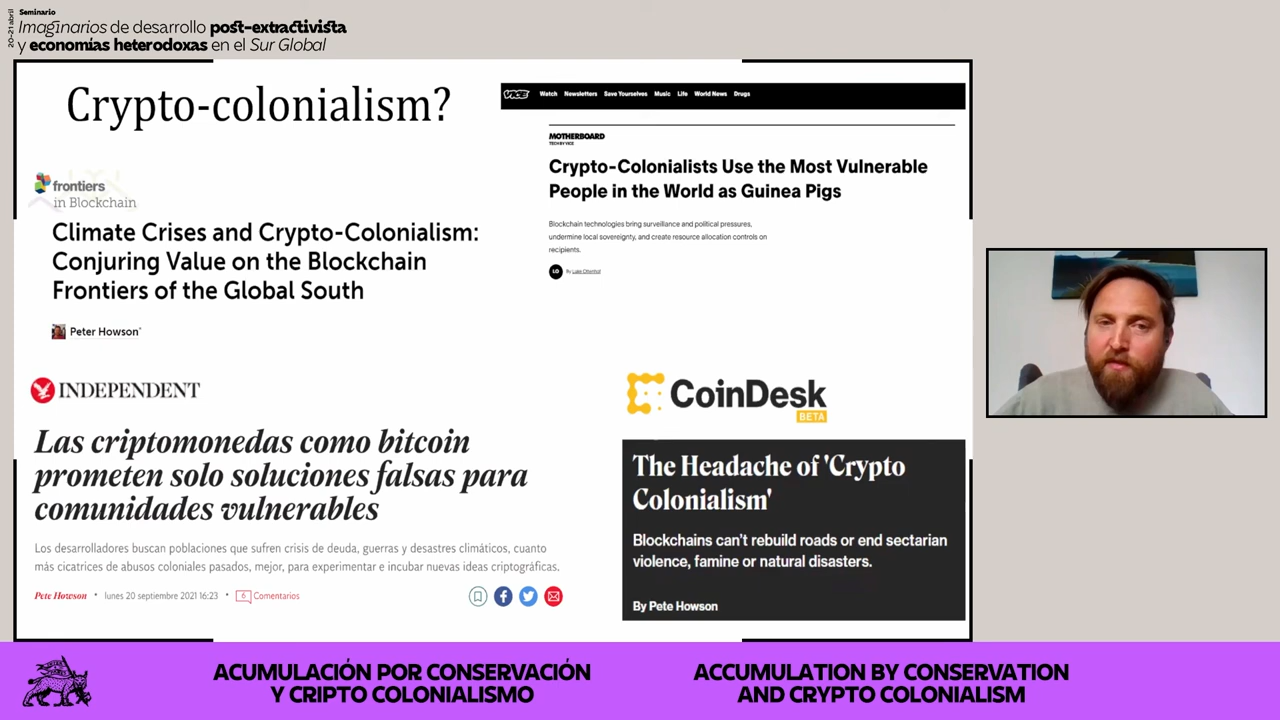 20-21 abril
Seminario
Imaginarios de desarrollo post-extractivista
y economías heterodoxas en el Sur Global
Crypto-colonialism?
frontiers
in Blockchain
Climate Crises and Crypto-Colonialism:
Conjuring Value on the Blockchain
Frontiers of the Global South
Peter Howson*
VICE Watch Newsletters Save Yourselves Music Life World News Drugs
MOTHERBOARD
TECH BY VICE
Crypto-Colonialists Use the Most Vulnerable
People in the World as Guinea Pigs
Blockchain technologies bring surveillance and political pressures,
undermine local sovereignty, and create resource allocation controls on
recipients.
LO By Luke Ottenhof
INDEPENDENT
Las criptomonedas como bitcoin
prometen solo soluciones falsas para
comunidades vulnerables
Los desarrolladores buscan poblaciones que sufren crisis de deuda, guerras y desastres climáticos, cuanto
más cicatrices de abusos coloniales pasados, mejor, para experimentar e incubar nuevas ideas criptográficas.
Pete Howson • lunes 20 septiembre 2021 16:23 • 6 Comentarios
CoinDesk
BETA
The Headache of 'Crypto
Colonialism'
Blockchains can't rebuild roads or end sectarian
violence, famine or natural disasters.
By Pete Howson
ACUMULACIÓN POR CONSERVACIÓN
Y CRIPTO COLONIALISMO
ACCUMULATION BY CONSERVATION
AND CRYPTO COLONIALISM